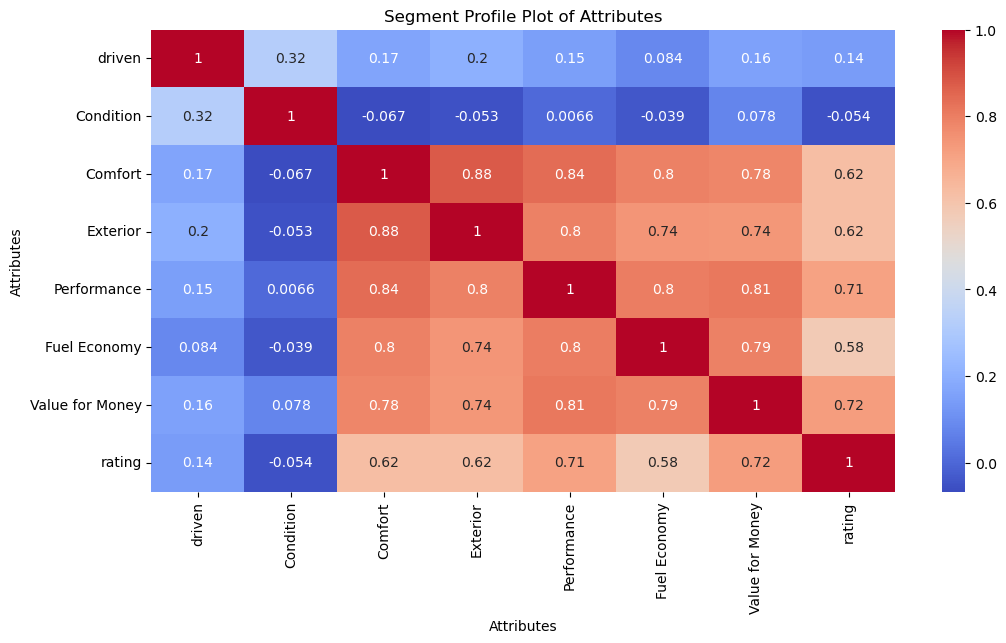 Segment Profile Plot of Attributes
driven 1 0.32 0.17 0.2 0.15 0.084 0.16 0.14
Condition 0.32 1 -0.067 -0.053 0.0066 -0.039 0.078 -0.054
Comfort 0.17 -0.067 1 0.88 0.84 0.8 0.78 0.62
Exterior 0.2 -0.053 0.88 1 0.8 0.74 0.74 0.62
Performance 0.15 0.0066 0.84 0.8 1 0.8 0.81 0.71
Fuel Economy 0.084 -0.039 0.8 0.74 0.8 1 0.79 0.58
Value for Money 0.16 0.078 0.78 0.74 0.81 0.79 1 0.72
rating 0.14 -0.054 0.62 0.62 0.71 0.58 0.72 1
Attributes
driven
Condition
Comfort
Exterior
Performance
Fuel Economy
Value for Money
rating
Attributes
1.0
0.8
0.6
0.4
0.2
0.0